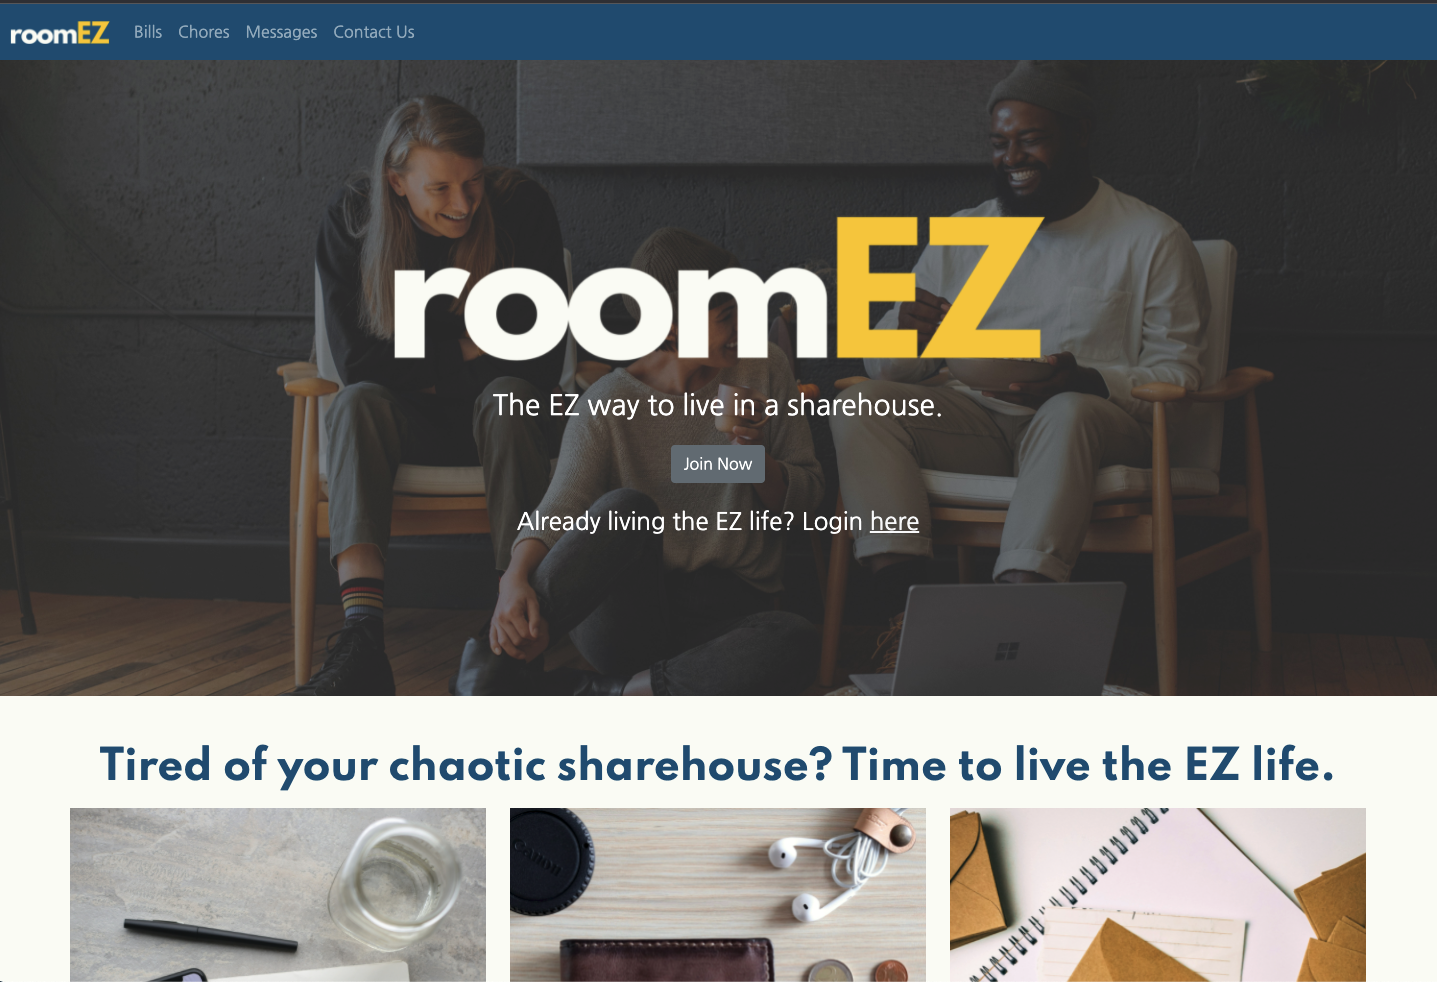 roomEZ Bills Chores Messages Contact Us
roomEZ
The EZ way to live in a sharehouse.
Join Now
Already living the EZ life? Login here
Tired of your chaotic sharehouse? Time to live the EZ life.
Canon